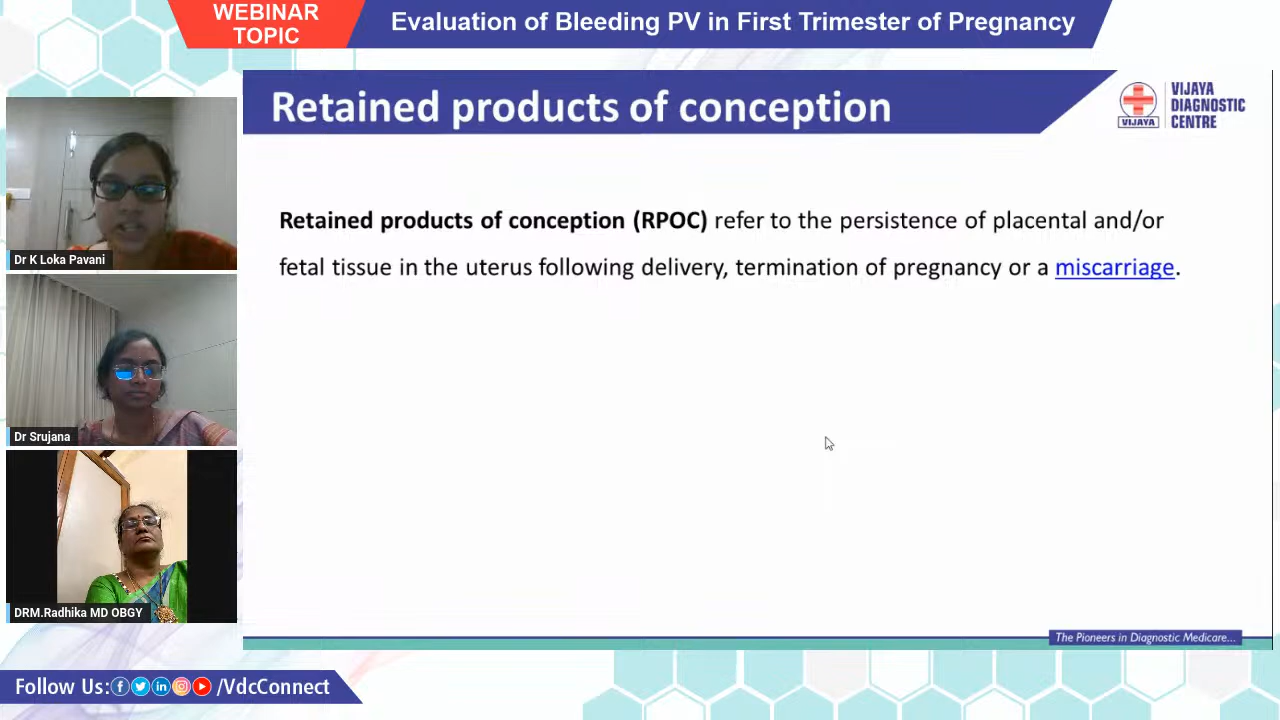 WEBINAR
TOPIC
Evaluation of Bleeding PV in First Trimester of Pregnancy
Retained products of conception
VIJAYA
VIJAYA
DIAGNOSTIC
CENTRE
Retained products of conception (RPOC) refer to the persistence of placental and/or
fetal tissue in the uterus following delivery, termination of pregnancy or a miscarriage.
Dr K Loka Pavani
Dr Srujana
DRM.Radhika MD OBGY
The Pioneers in Diagnostic Medicare...
Follow Us: /VdcConnect